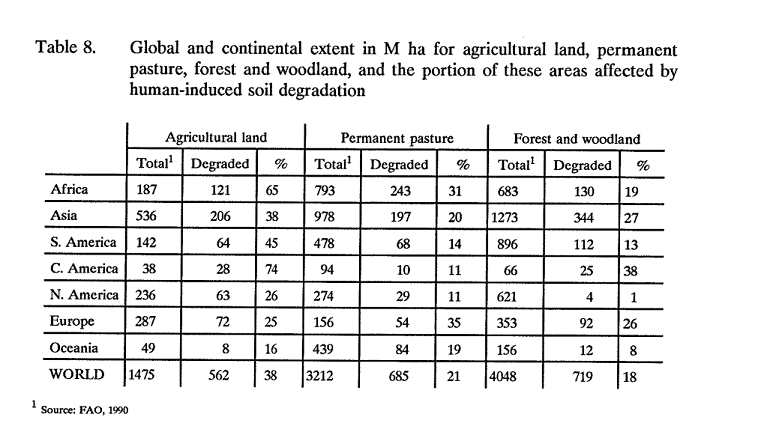 Table 8. Global and continental extent in M ha for agricultural land, permanent
pasture, forest and woodland, and the portion of these areas affected by
human-induced soil degradation
Agricultural land Permanent pasture Forest and woodland
Total¹ Degraded % Total¹ Degraded % Total¹ Degraded %
Africa 187 121 65 793 243 31 683 130 19
Asia 536 206 38 978 197 20 1273 344 27
S. America 142 64 45 478 68 14 896 112 13
C. America 38 28 74 94 10 11 66 25 38
N. America 236 63 26 274 29 11 621 4 1
Europe 287 72 25 156 54 35 353 92 26
Oceania 49 8 16 439 84 19 156 12 8
WORLD 1475 562 38 3212 685 21 4048 719 18
¹ Source: FAO, 1990